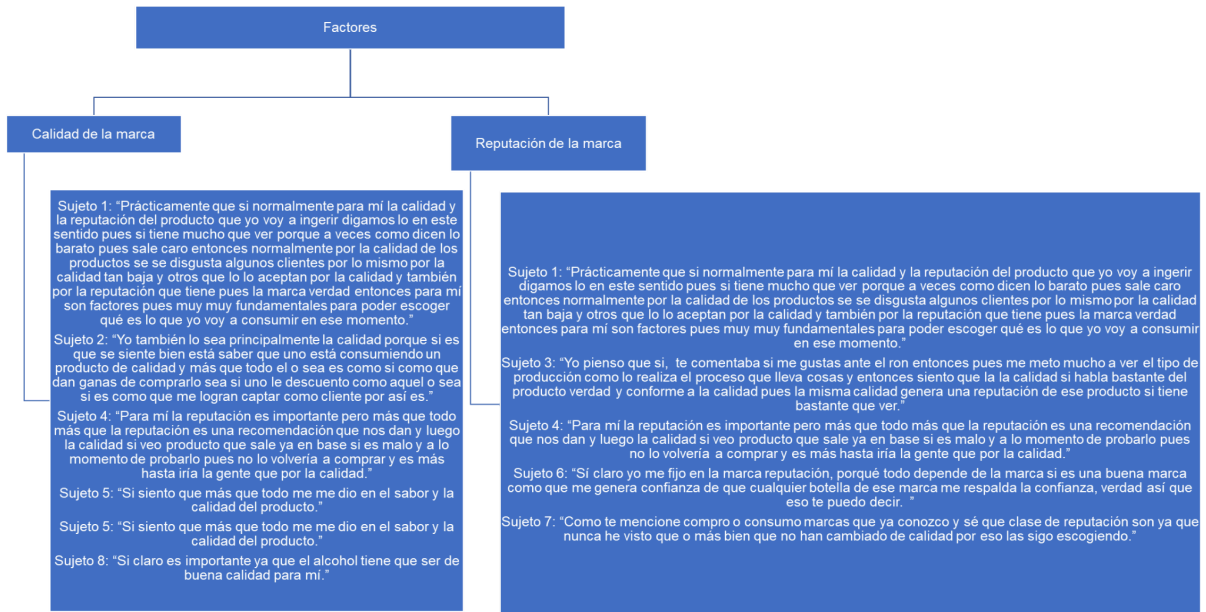 Factores
Calidad de la marca
Reputación de la marca
Sujeto 1: “Prácticamente que si normalmente para mí la calidad y
la reputación del producto que yo voy a ingerir digamos lo en este
sentido pues si tiene mucho que ver porque a veces como dicen lo
barato pues sale caro entonces normalmente por la calidad de los
productos se se disgusta algunos clientes por lo mismo por la
calidad tan baja y otros que lo lo aceptan por la calidad y también
por la reputación que tiene pues la marca verdad entonces para mí
son factores pues muy muy fundamentales para poder escoger
qué es lo que yo voy a consumir en ese momento.”
Sujeto 2: “Yo también lo sea principalmente la calidad porque si es
que se siente bien está saber que uno está consumiendo un
producto de calidad y más que todo el o sea es como si como que
dan ganas de comprarlo sea si uno le descuento como aquel o sea
si es como que me logran captar como cliente por así es.”
Sujeto 4: “Para mí la reputación es importante pero más que todo
más que la reputación es una recomendación que nos dan y luego
la calidad si veo producto que sale ya en base si es malo y a lo
momento de probarlo pues no lo volvería a comprar y es más
hasta iría la gente que por la calidad.”
Sujeto 5: “Si siento que más que todo me me dio en el sabor y la
calidad del producto.”
Sujeto 5: “Si siento que más que todo me me dio en el sabor y la
calidad del producto.”
Sujeto 8: “Si claro es importante ya que el alcohol tiene que ser de
buena calidad para mí.”
Sujeto 1: “Prácticamente que si normalmente para mí la calidad y la reputación del producto que yo voy a ingerir
digamos lo en este sentido pues si tiene mucho que ver porque a veces como dicen lo barato pues sale caro
entonces normalmente por la calidad de los productos se se disgusta algunos clientes por lo mismo por la calidad
tan baja y otros que lo lo aceptan por la calidad y también por la reputación que tiene pues la marca verdad
entonces para mí son factores pues muy muy fundamentales para poder escoger qué es lo que yo voy a consumir
en ese momento.”
Sujeto 3: “Yo pienso que si, te comentaba si me gustas ante el ron entonces pues me meto mucho a ver el tipo de
producción como lo realiza el proceso que lleva cosas y entonces siento que la la calidad si habla bastante del
producto verdad y conforme a la calidad pues la misma calidad genera una reputación de ese producto si tiene
bastante que ver.”
Sujeto 4: “Para mí la reputación es importante pero más que todo más que la reputación es una recomendación
que nos dan y luego la calidad si veo producto que sale ya en base si es malo y a lo momento de probarlo pues
no lo volvería a comprar y es más hasta iría la gente que por la calidad.”
Sujeto 6: “Sí claro yo me fijo en la marca reputación, porqué todo depende de la marca si es una buena marca
como que me genera confianza de que cualquier botella de ese marca me respalda la confianza, verdad así que
eso te puedo decir. ”
Sujeto 7: “Como te mencione compro o consumo marcas que ya conozco y sé que clase de reputación son ya que
nunca he visto que o más bien que no han cambiado de calidad por eso las sigo escogiendo.”